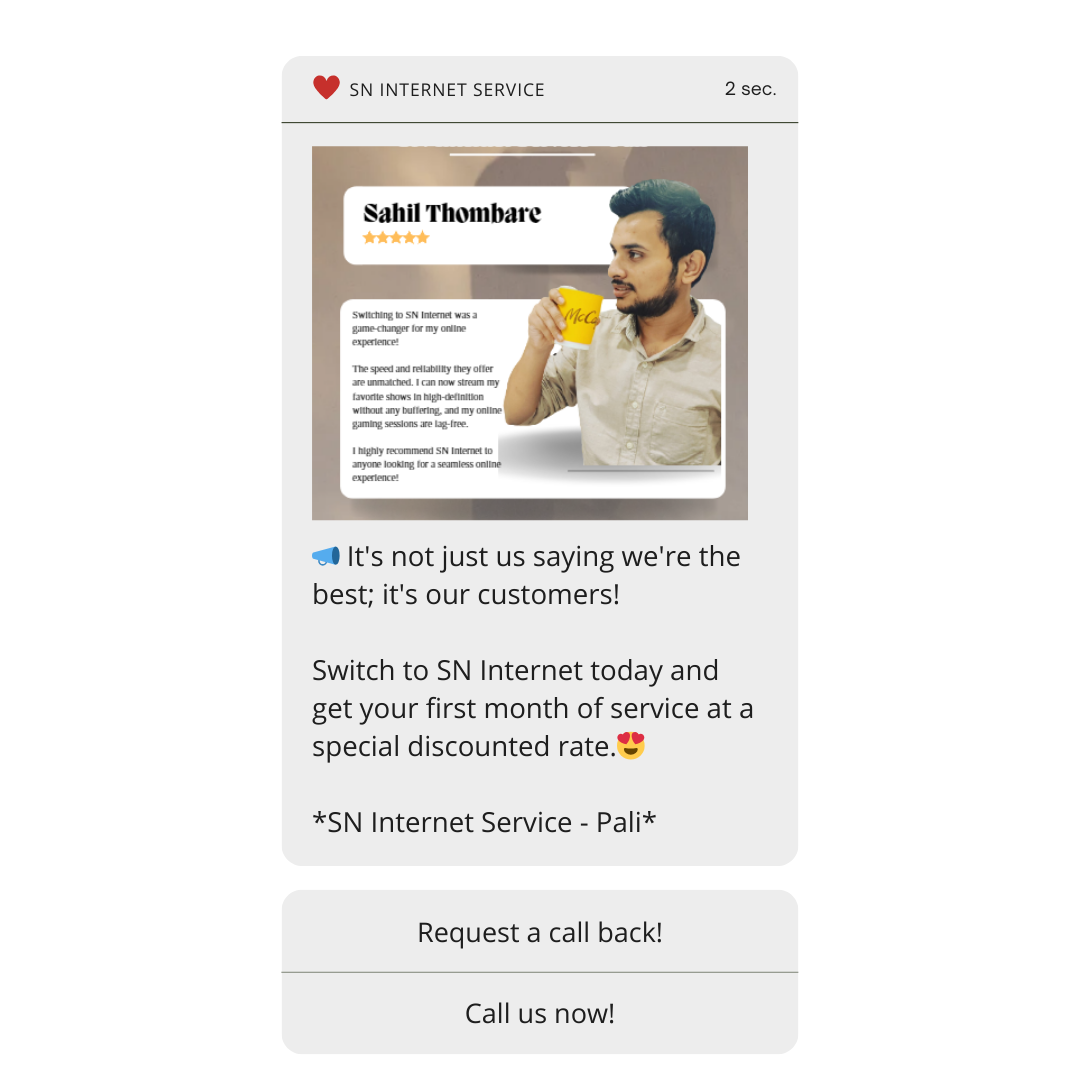 SN INTERNET SERVICE
2 sec.
Sahil Thombare
McCa
Switching to SN Internet was a
game-changer for my online
experience!
The speed and reliability they offer
are unmatched. I can now stream my
favorite shows in high-definition
without any buffering, and my online
gaming sessions are lag-free.
I highly recommend SN Internet to
anyone looking for a seamless online
experience!
It's not just us saying we're the
best; it's our customers!
Switch to SN Internet today and
get your first month of service at a
special discounted rate.
*SN Internet Service - Pali*
Request a call back!
Call us now!